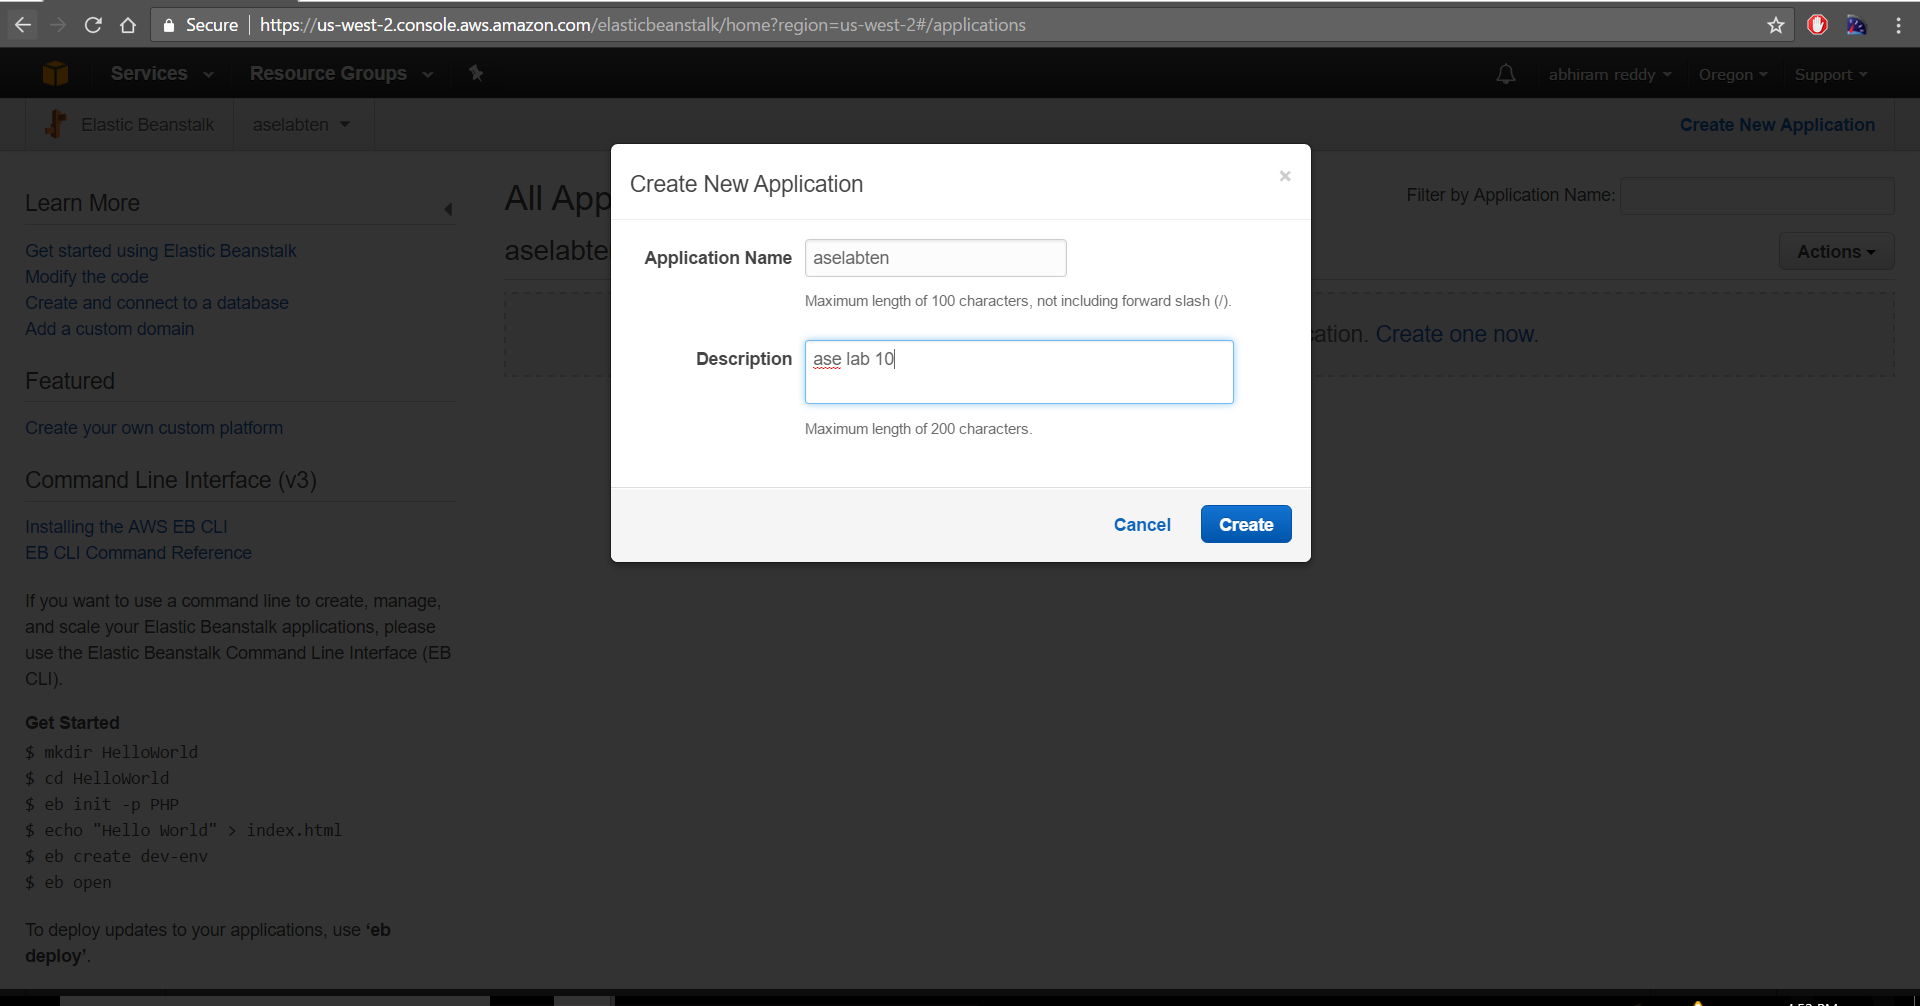 Secure
https://us-west-2.console.aws.amazon.com/elasticbeanstalk/home?region=us-west-2#/applications
Services
Resource Groups
abhiram reddy
Oregon
Support
Elastic Beanstalk
aselabten
Create New Application
Learn More
Get started using Elastic Beanstalk
Modify the code
Create and connect to a database
Add a custom domain
Featured
Create your own custom platform
Command Line Interface (v3)
Installing the AWS EB CLI
EB CLI Command Reference
If you want to use a command line to create, manage,
and scale your Elastic Beanstalk applications, please
use the Elastic Beanstalk Command Line Interface (EB
CLI).
Get Started
$ mkdir HelloWorld
$ cd HelloWorld
$ eb init -p PHP
$ echo "Hello World" > index.html
$ eb create dev-env
$ eb open
To deploy updates to your applications, use ‘eb
deploy’.
All App
Filter by Application Name:
aselabte
Actions
cation. Create one now.
Create New Application
×
Application Name
aselabten
Maximum length of 100 characters, not including forward slash (/).
Description
ase lab 10
Maximum length of 200 characters.
Cancel
Create